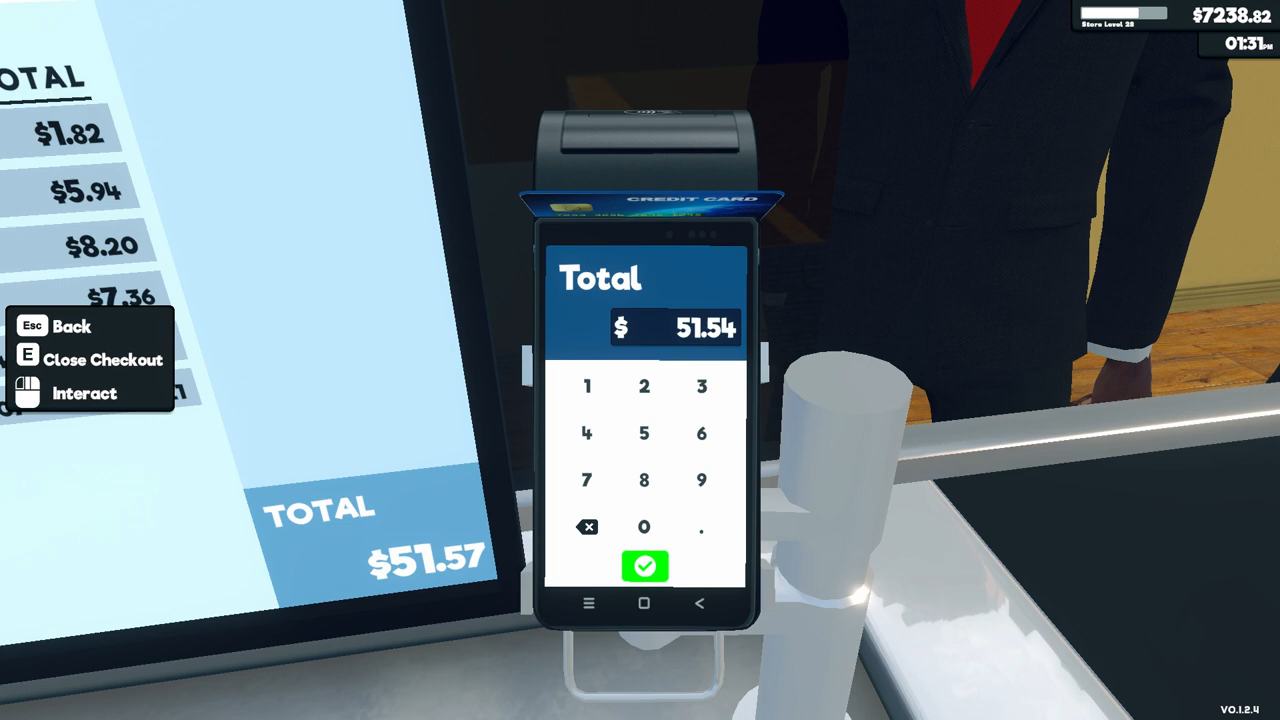 $7238.82
Store Level 28
01:31PM
OTAL
$1.82
$5.94
$8.20
$7.36
Esc Back
E Close Checkout
Interact
TOTAL
$51.57
CREDIT CARD
Total
$ 51.54
1 2 3
4 5 6
7 8 9
0 .
V0.1.2.4